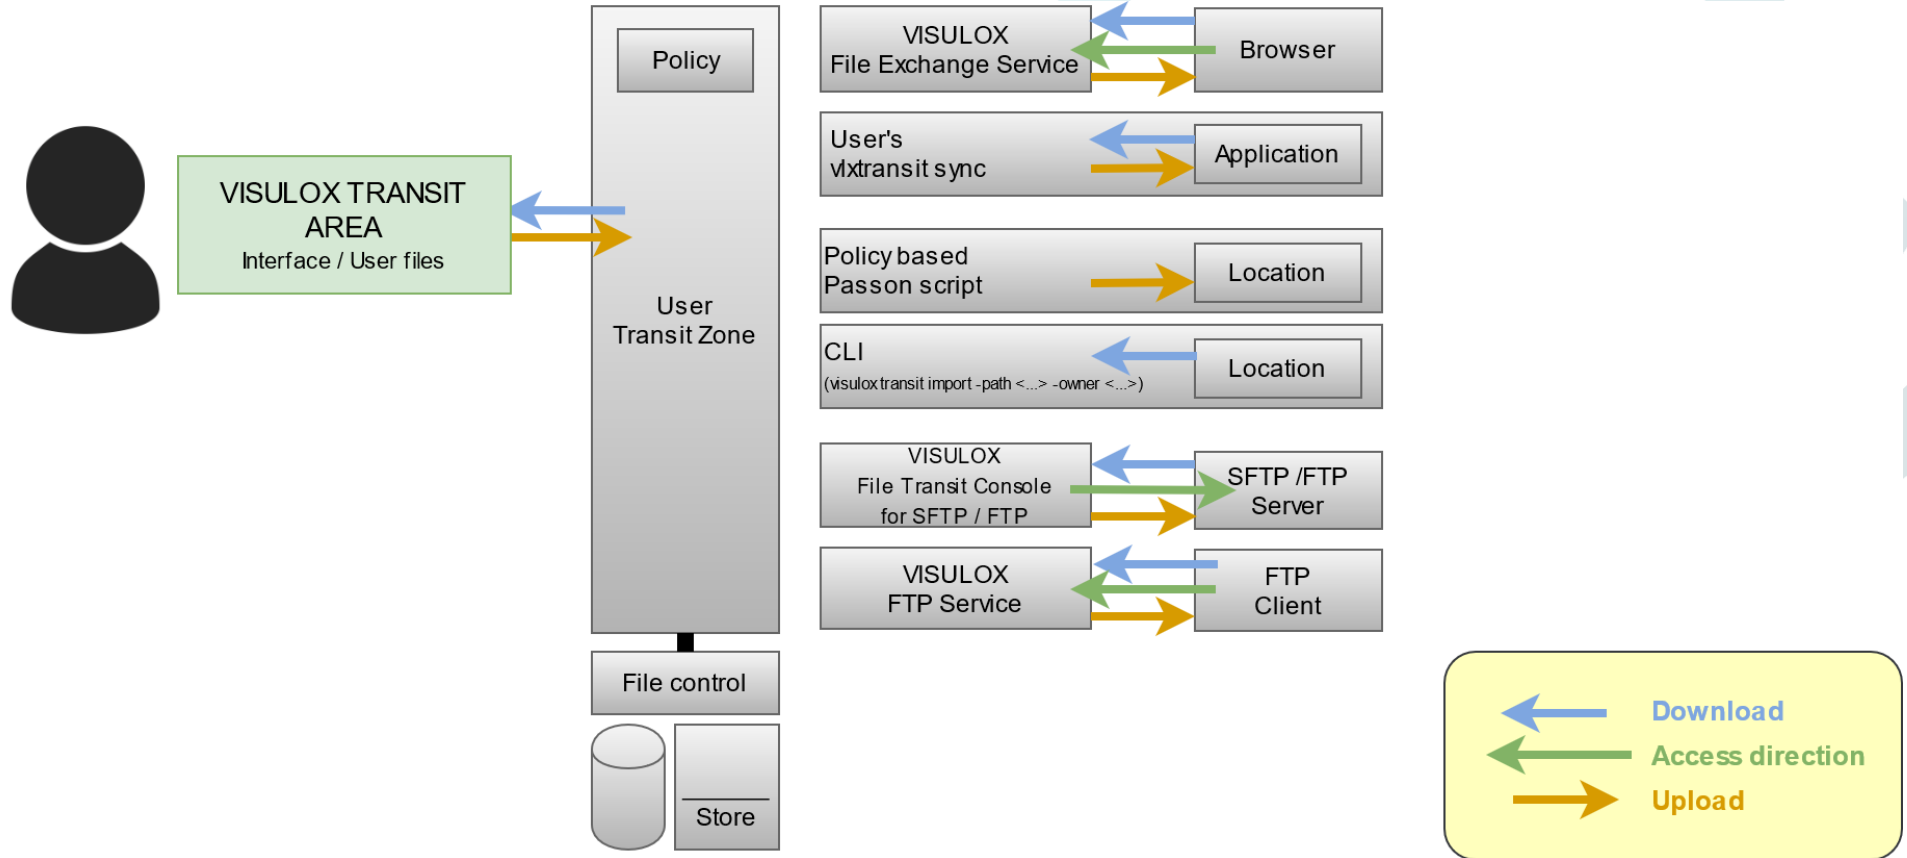 Policy
VISULOX
File Exchange Service
Browser
User's
vlxtransit sync
Application
VISULOX TRANSIT
AREA
Interface / User files
Policy based
Passon script
Location
User
Transit Zone
CLI
(visulox transit import -path <...> -owner <...>)
Location
VISULOX
File Transit Console
for SFTP / FTP
SFTP /FTP
Server
VISULOX
FTP Service
FTP
Client
File control
Store
Download
Access direction
Upload